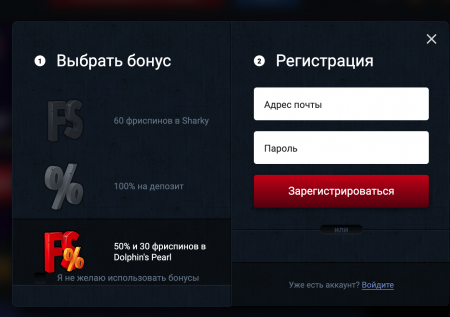 1 Выбрать бонус
FS
60 фриспинов в Sharky
%
100% на депозит
FS%
50% и 30 фриспинов в
Dolphin's Pearl
Я не желаю использовать бонусы
2 Регистрация
Адрес почты
Пароль
Зарегистрироваться
или
Уже есть аккаунт? Войдите